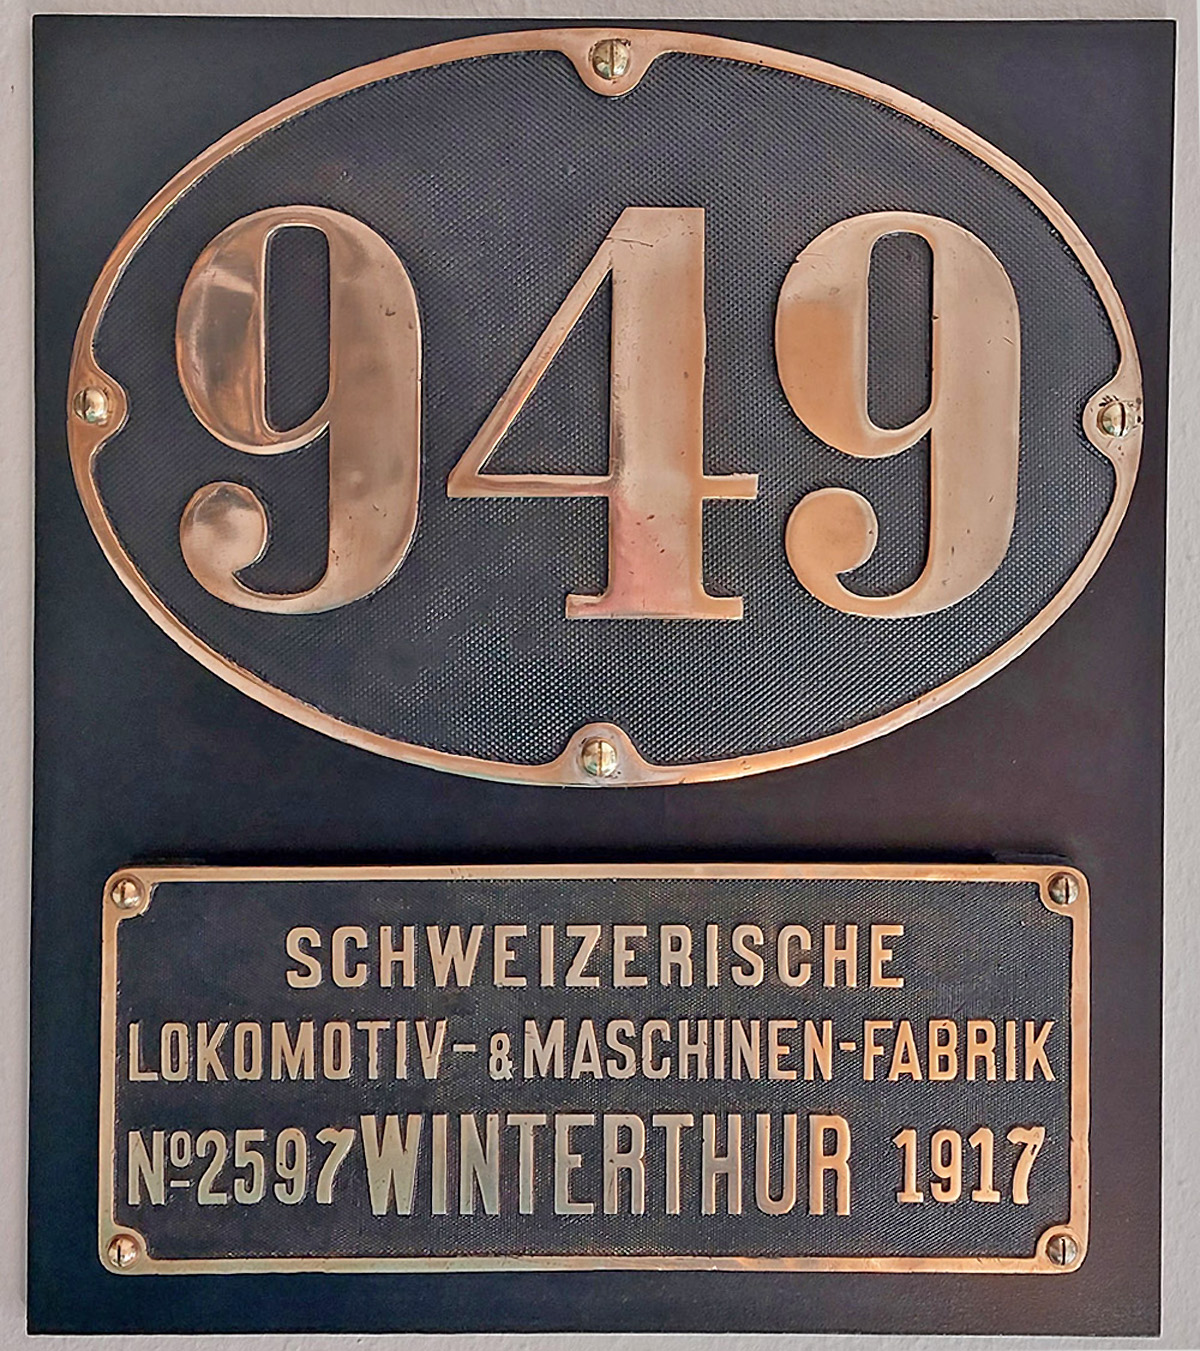 949
SCHWEIZERISCHE
LOKOMOTIV-&MASCHINEN-FABRIK
Nº2597 WINTERTHUR 1917